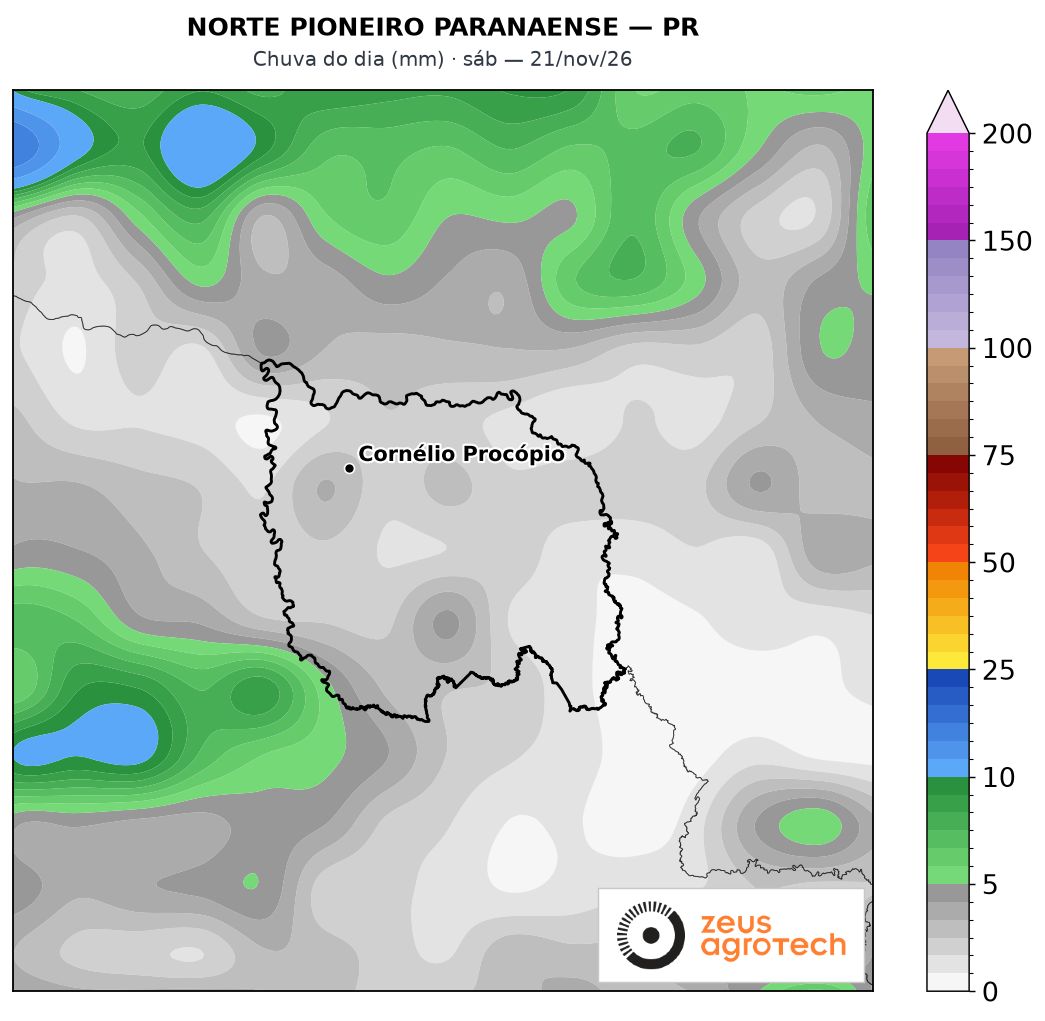 NORTE PIONEIRO PARANAENSE — PR
Chuva do dia (mm) · sáb — 21/nov/26
200
150
100
75
50
25
10
5
0
Cornélio Procópio
zeus
agroтech